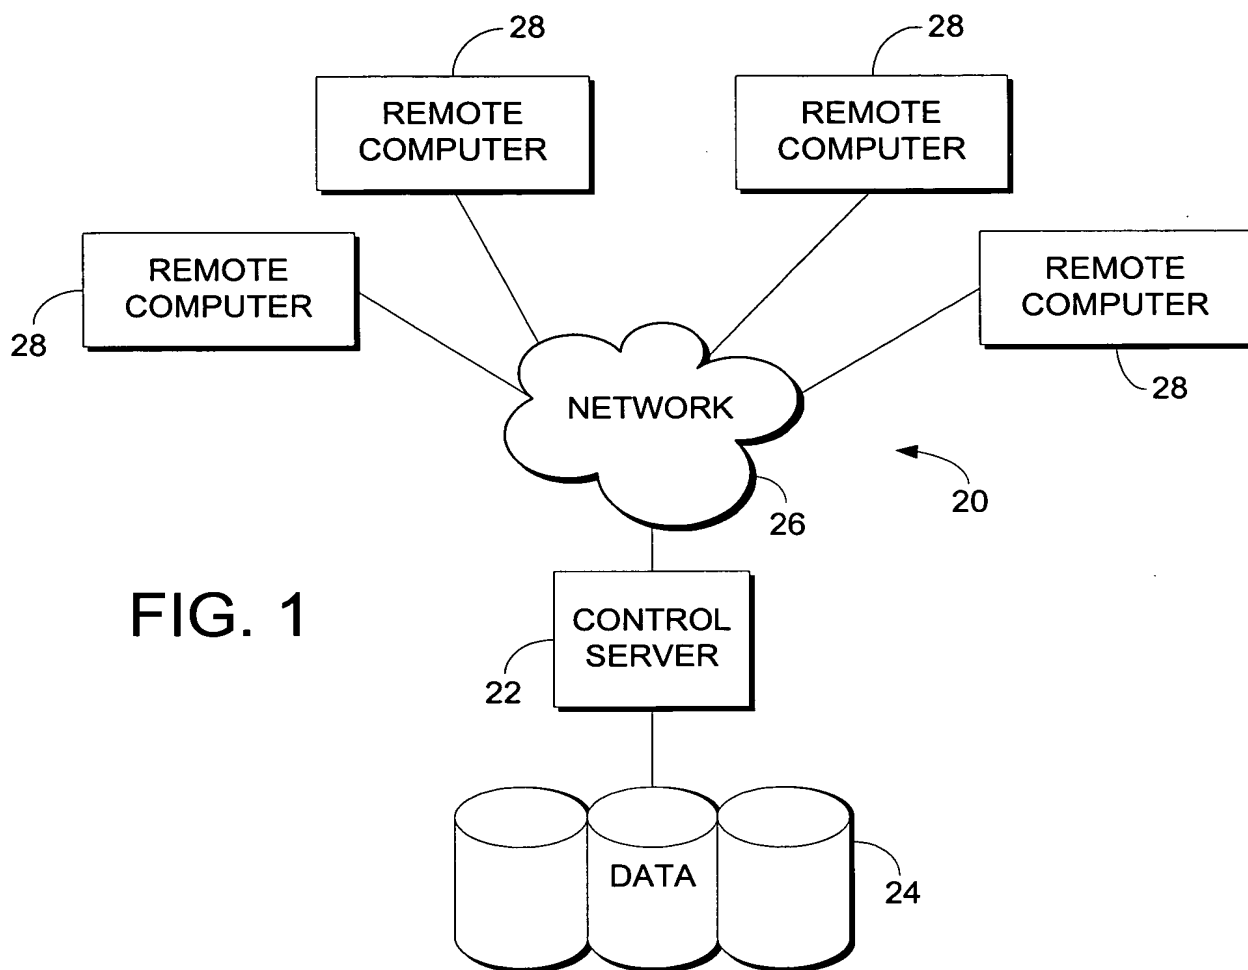 28
28
REMOTE
COMPUTER
REMOTE
COMPUTER
REMOTE
COMPUTER
REMOTE
COMPUTER
28
28
NETWORK
20
26
FIG. 1
CONTROL
SERVER
22
DATA
24